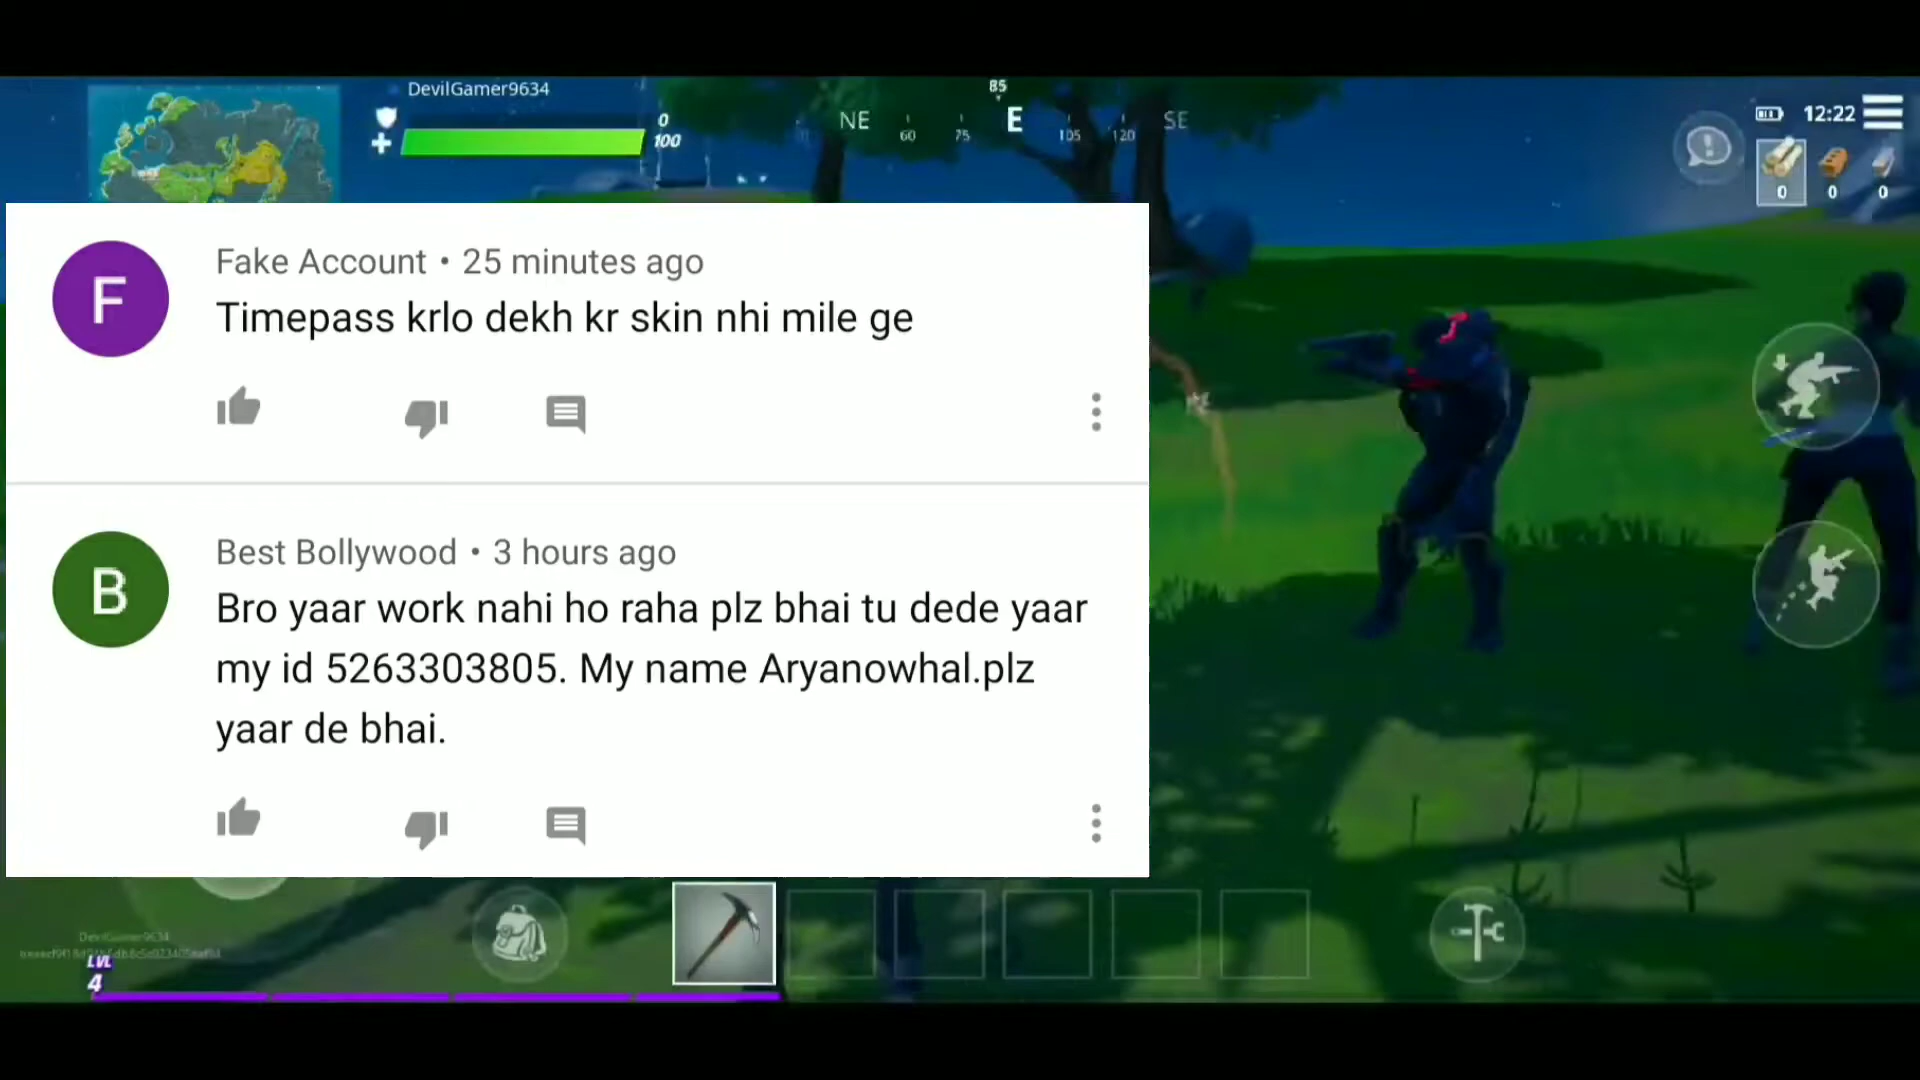 DevilGamer9634
0
100
85
NE
60
75
E
105
120
SE
12:22
0
0
0
F
Fake Account • 25 minutes ago
Timepass krlo dekh kr skin nhi mile ge
B
Best Bollywood • 3 hours ago
Bro yaar work nahi ho raha plz bhai tu dede yaar
my id 5263303805. My name Aryanowhal.plz
yaar de bhai.
DevilGamer9634
LVL
4